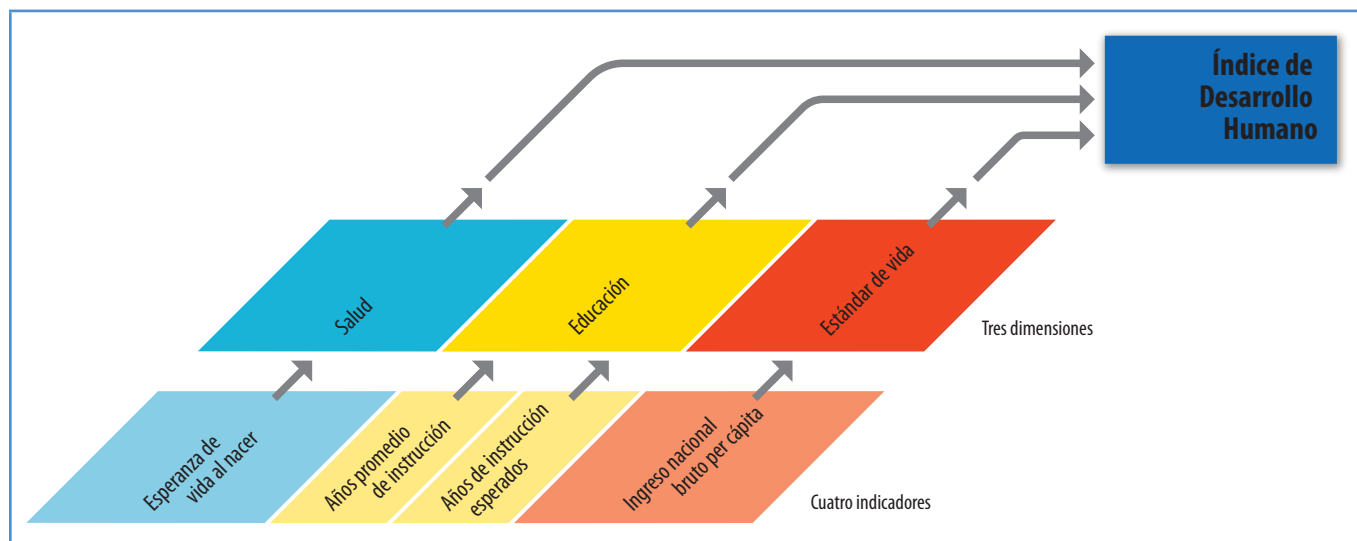 Índice de
Desarrollo
Humano
Salud
Educación
Estándar de vida
Tres dimensiones
Esperanza de
vida al nacer
Años promedio
de instrucción
Años de instrucción
esperados
Ingreso nacional
bruto per cápita
Cuatro indicadores